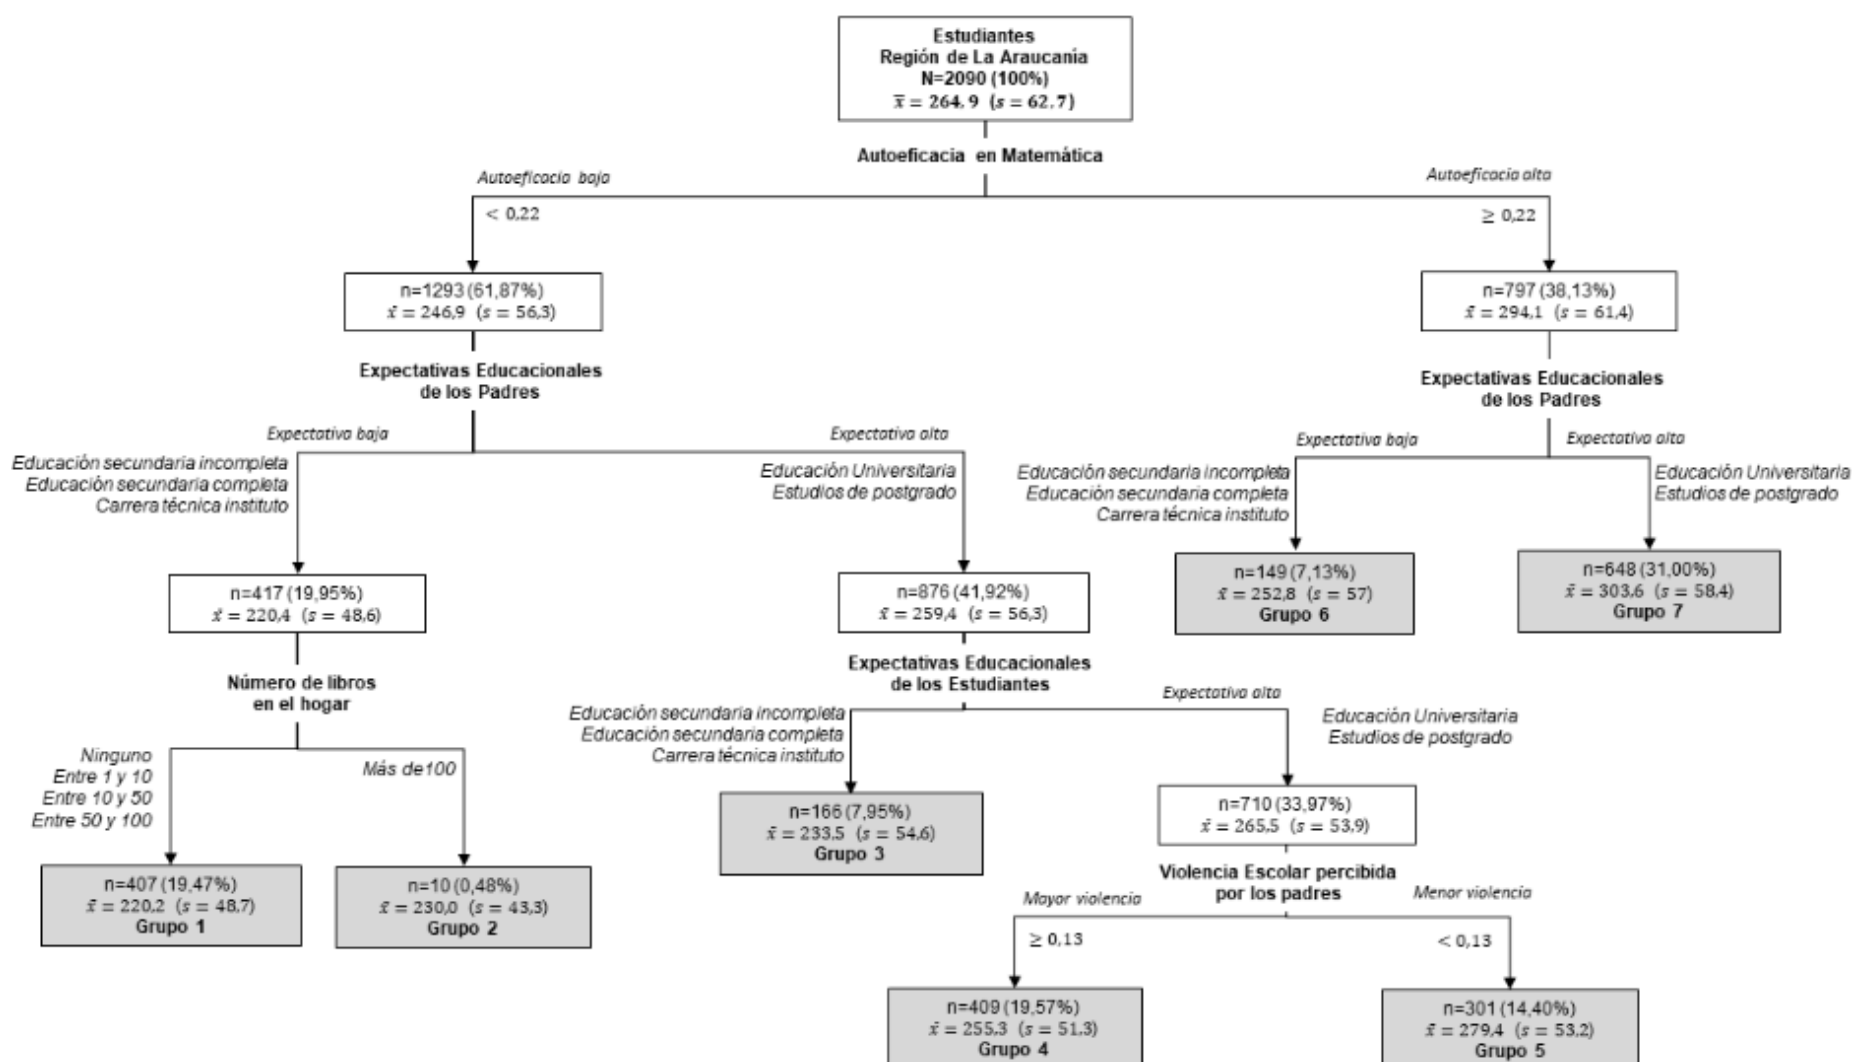 Estudiantes
Región de La Araucanía
N=2090 (100%)
x̄ = 264.9 (s = 62.7)
Autoeficacia en Matemática
Autoeficacia baja
< 0,22
Autoeficacia alta
≥ 0,22
n=1293 (61,87%)
x̄ = 246,9 (s = 56,3)
n=797 (38,13%)
x̄ = 294,1 (s = 61,4)
Expectativas Educacionales
de los Padres
Expectativas Educacionales
de los Padres
Expectativa baja
Educación secundaria incompleta
Educación secundaria completa
Carrera técnica instituto
Expectativa alta
Educación Universitaria
Estudios de postgrado
Expectativa baja
Educación secundaria incompleta
Educación secundaria completa
Carrera técnica instituto
Expectativa alta
Educación Universitaria
Estudios de postgrado
n=417 (19,95%)
x̄ = 220,4 (s = 48,6)
n=876 (41,92%)
x̄ = 259,4 (s = 56,3)
n=149 (7,13%)
x̄ = 252,8 (s = 57)
Grupo 6
n=648 (31,00%)
x̄ = 303,6 (s = 58,4)
Grupo 7
Número de libros
en el hogar
Expectativas Educacionales
de los Estudiantes
Ninguno
Entre 1 y 10
Entre 10 y 50
Entre 50 y 100
Más de100
Educación secundaria incompleta
Educación secundaria completa
Carrera técnica instituto
Expectativa alta
Educación Universitaria
Estudios de postgrado
n=407 (19,47%)
x̄ = 220,2 (s = 48,7)
Grupo 1
n=10 (0,48%)
x̄ = 230,0 (s = 43,3)
Grupo 2
n=166 (7,95%)
x̄ = 233,5 (s = 54,6)
Grupo 3
n=710 (33,97%)
x̄ = 265,5 (s = 53,9)
Violencia Escolar percibida
por los padres
Mayor violencia
≥ 0,13
Menor violencia
< 0,13
n=409 (19,57%)
x̄ = 255,3 (s = 51,3)
Grupo 4
n=301 (14,40%)
x̄ = 279,4 (s = 53,2)
Grupo 5